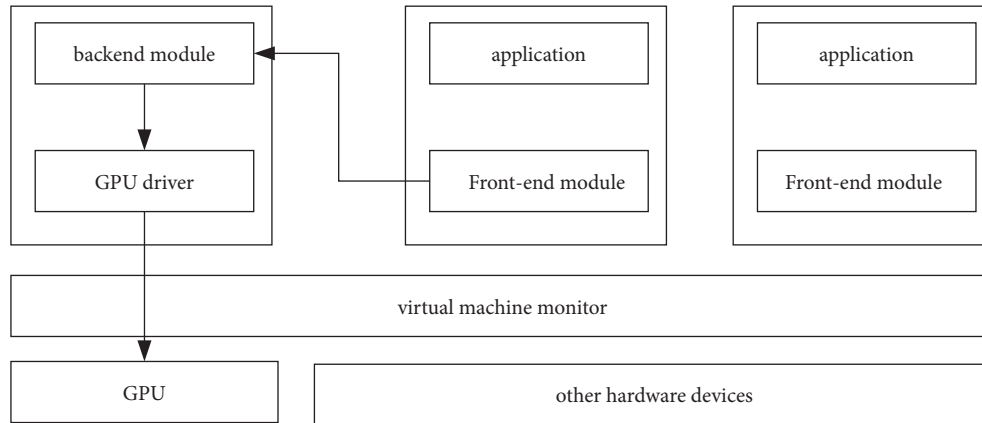 backend module
application
application
GPU driver
Front-end module
Front-end module
virtual machine monitor
GPU
other hardware devices